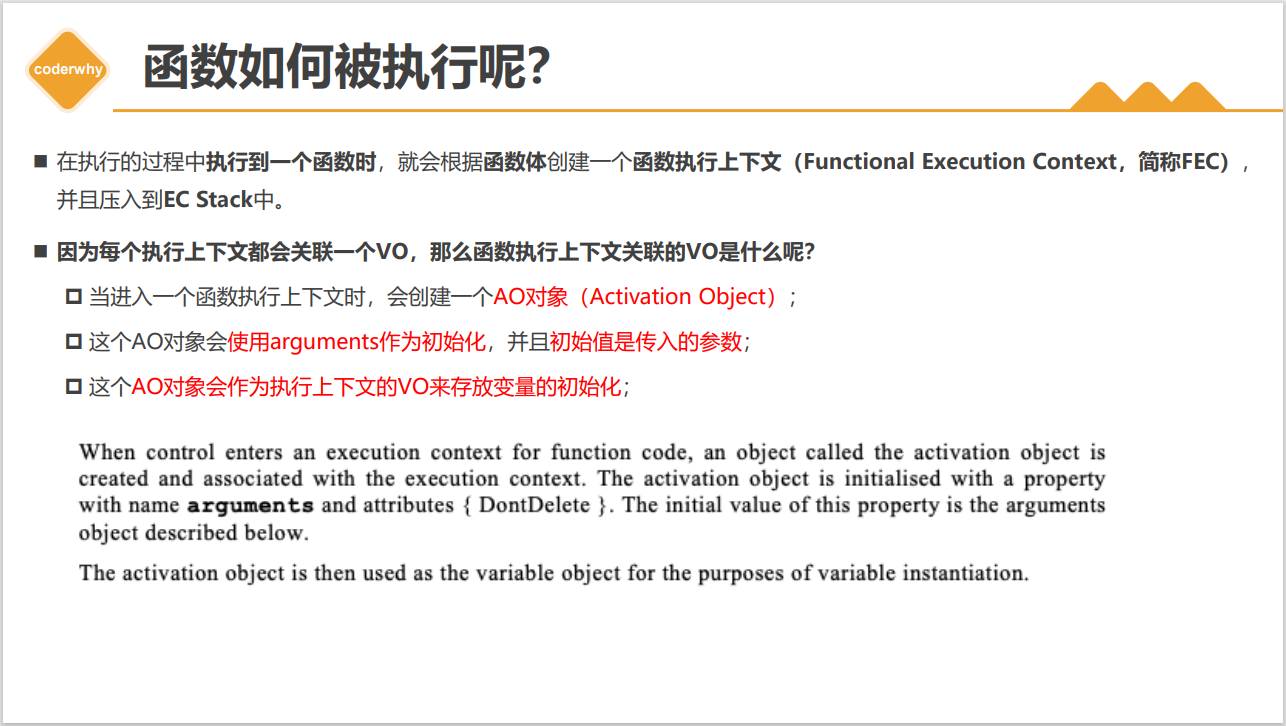 coderwhy
函数如何被执行呢？
在执行的过程中执行到一个函数时，就会根据函数体创建一个函数执行上下文（Functional Execution Context，简称FEC），
并且压入到EC Stack中。
因为每个执行上下文都会关联一个VO，那么函数执行上下文关联的VO是什么呢？
当进入一个函数执行上下文时，会创建一个AO对象（Activation Object）；
这个AO对象会使用arguments作为初始化，并且初始值是传入的参数；
这个AO对象会作为执行上下文的VO来存放变量的初始化；
When control enters an execution context for function code, an object called the activation object is
created and associated with the execution context. The activation object is initialised with a property
with name arguments and attributes { DontDelete }. The initial value of this property is the arguments
object described below.
The activation object is then used as the variable object for the purposes of variable instantiation.